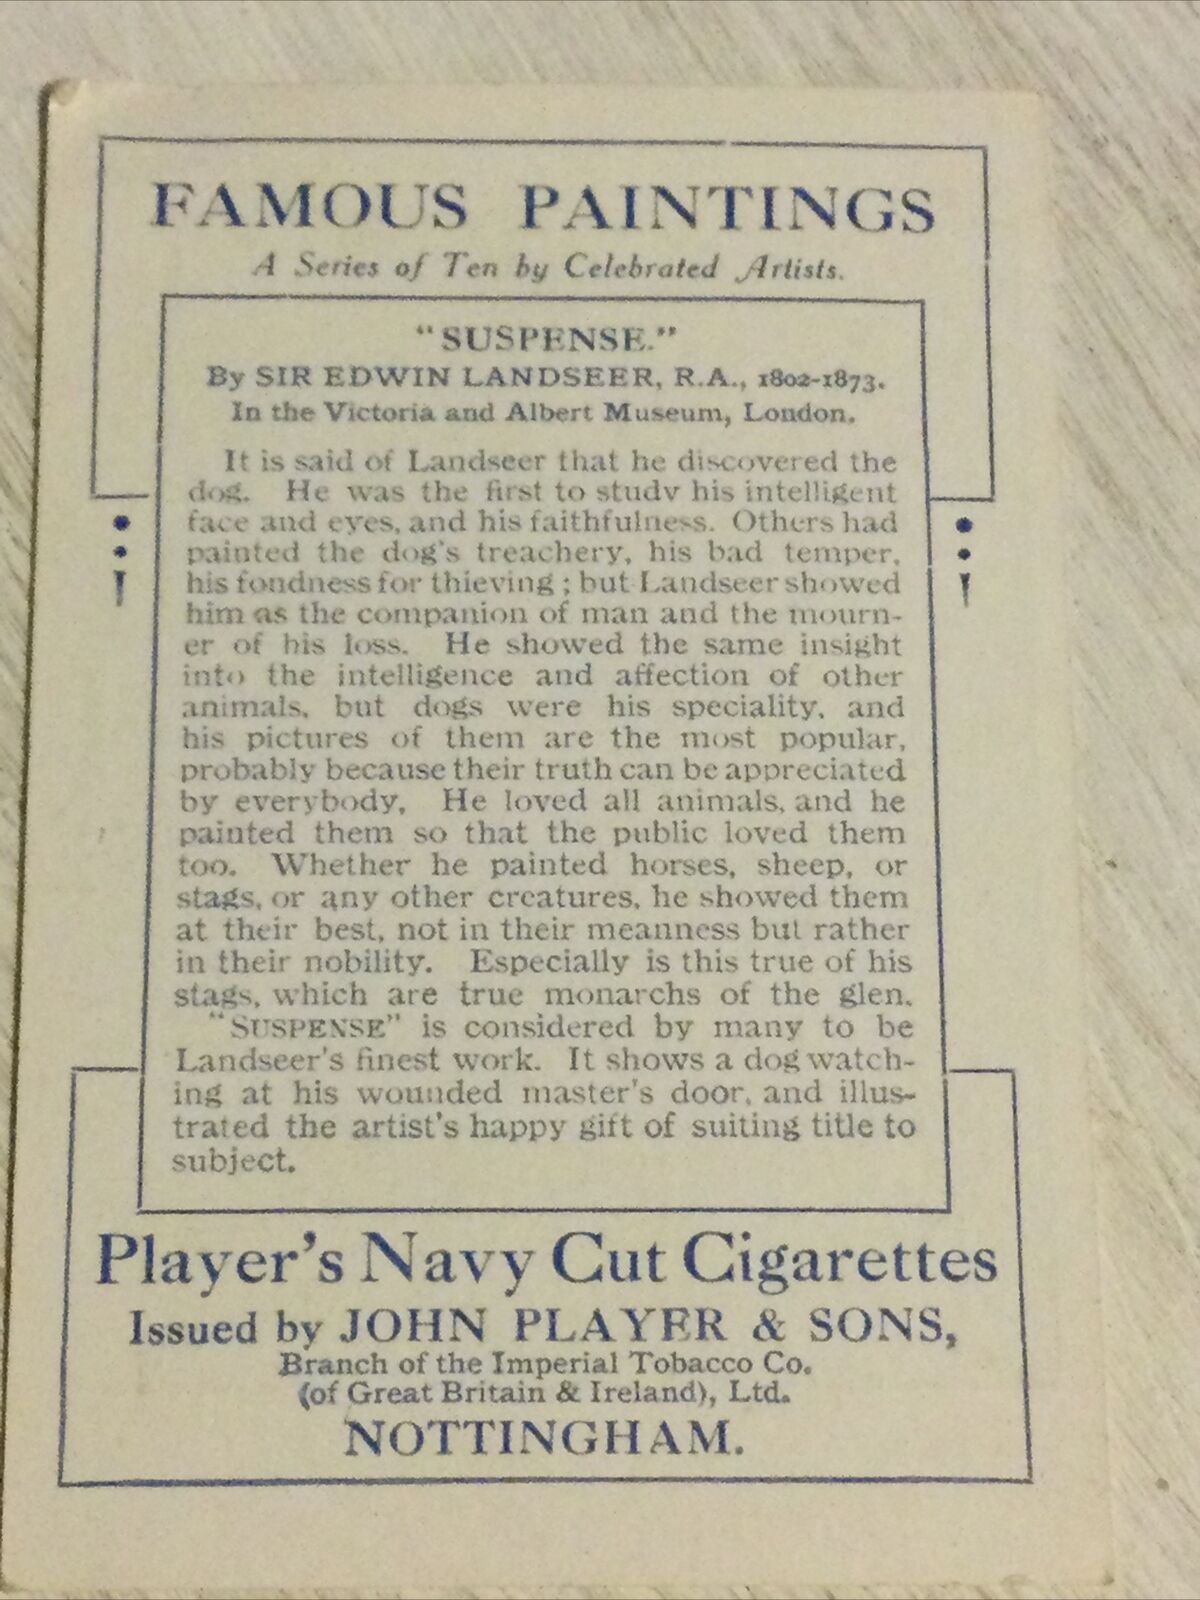 FAMOUS PAINTINGS
A Series of Ten by Celebrated Artists.
"SUSPENSE."
By SIR EDWIN LANDSEER, R.A., 1802-1873.
In the Victoria and Albert Museum, London.
It is said of Landseer that he discovered the
dog. He was the first to study his intelligent
face and eyes, and his faithfulness. Others had
painted the dog's treachery, his bad temper,
his fondness for thieving; but Landseer showed
him as the companion of man and the mourn-
er of his loss. He showed the same insight
into the intelligence and affection of other
animals, but dogs were his speciality, and
his pictures of them are the most popular,
probably because their truth can be appreciated
by everybody. He loved all animals, and he
painted them so that the public loved them
too. Whether he painted horses, sheep, or
stags, or any other creatures, he showed them
at their best, not in their meanness but rather
in their nobility. Especially is this true of his
stags, which are true monarchs of the glen.
"SUSPENSE" is considered by many to be
Landseer's finest work. It shows a dog watch-
ing at his wounded master's door, and illus-
trated the artist's happy gift of suiting title to
subject.
Player's Navy Cut Cigarettes
Issued by JOHN PLAYER & SONS,
Branch of the Imperial Tobacco Co.
(of Great Britain & Ireland), Ltd.
NOTTINGHAM.